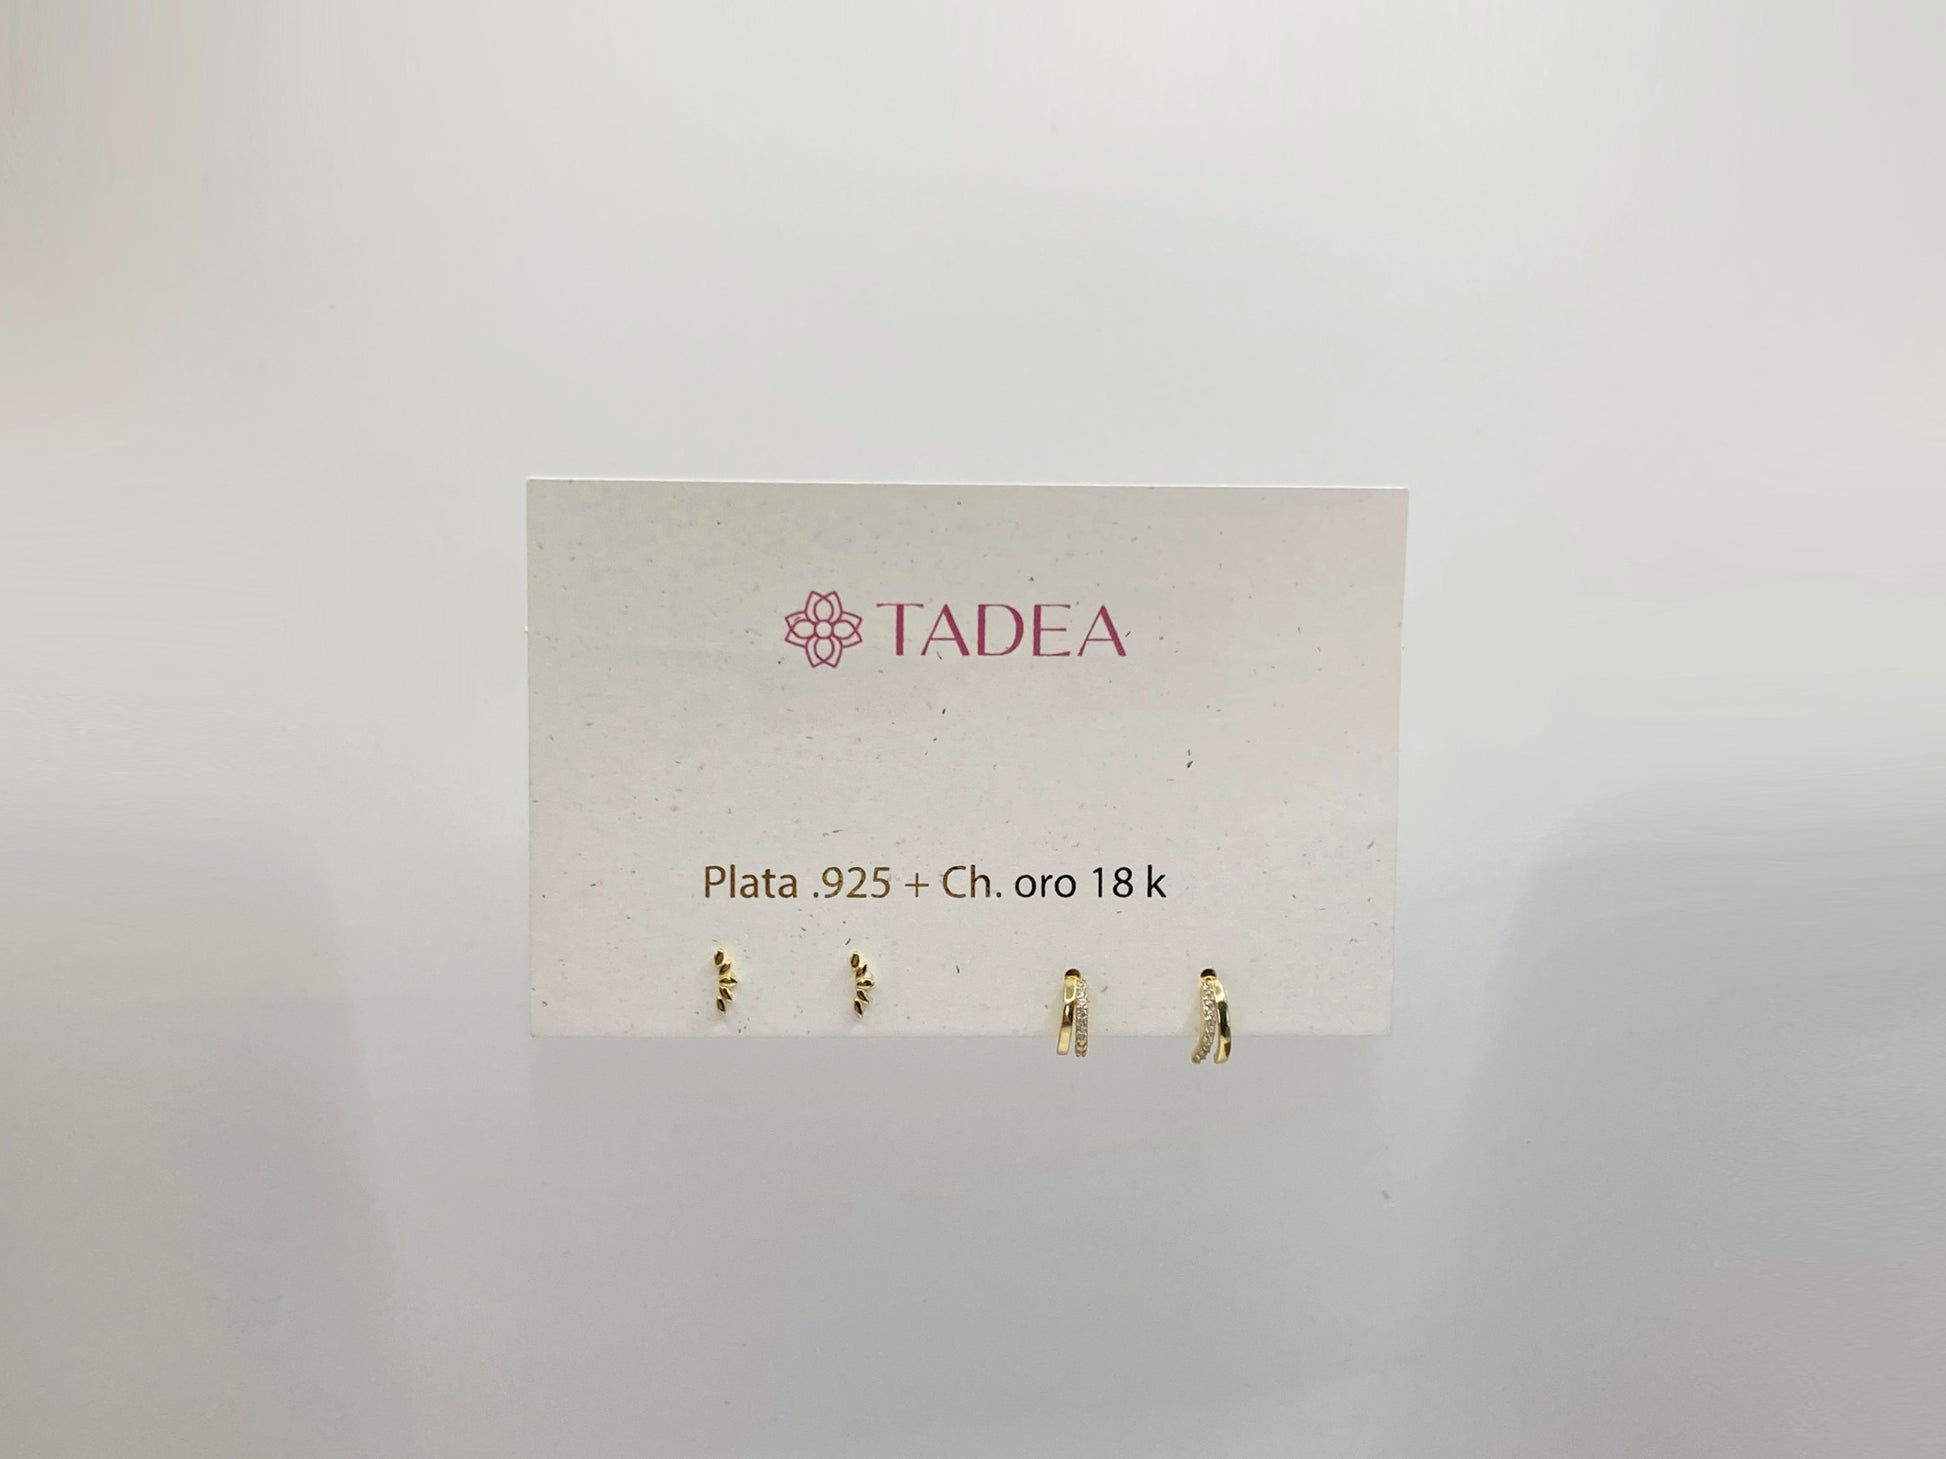 TADEA
Plata .925 + Ch. oro 18 k